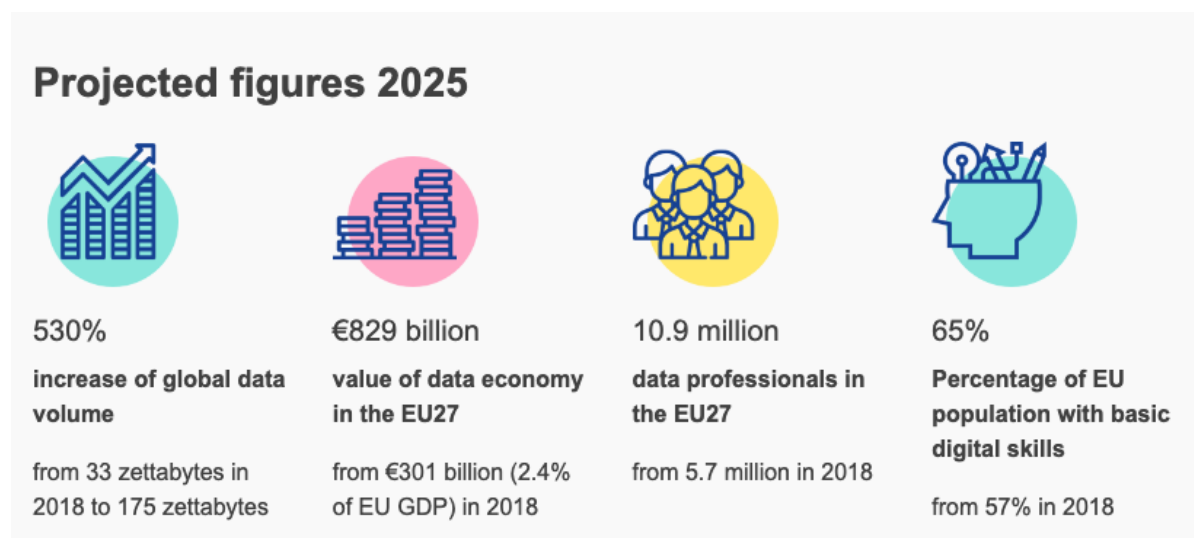 Projected figures 2025
530%
increase of global data
volume
from 33 zettabytes in
2018 to 175 zettabytes
€829 billion
value of data economy
in the EU27
from €301 billion (2.4%
of EU GDP) in 2018
10.9 million
data professionals in
the EU27
from 5.7 million in 2018
65%
Percentage of EU
population with basic
digital skills
from 57% in 2018